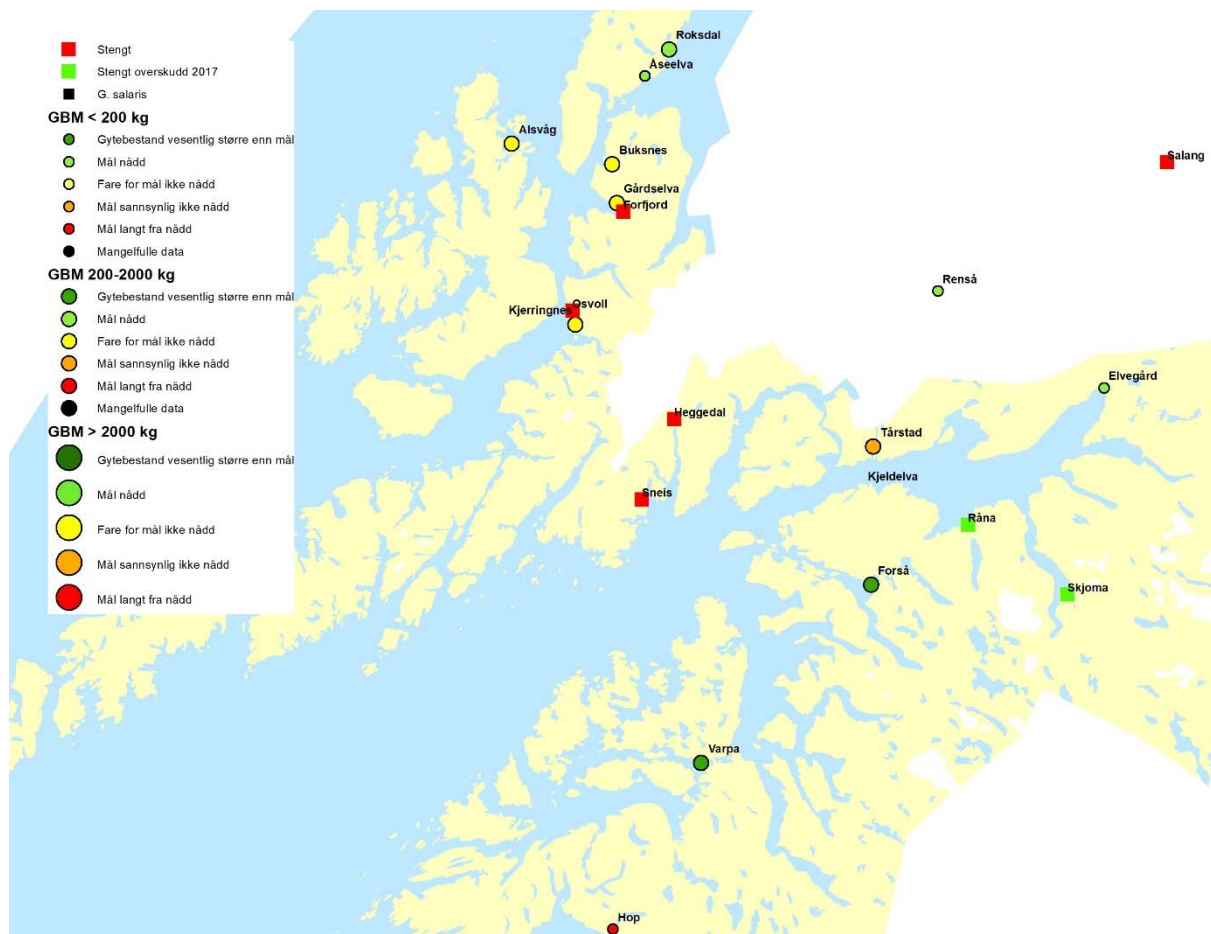 Stengt
Stengt overskudd 2017
G. salaris
GBM < 200 kg
Gytebestand vesentlig større enn mål
Mål nådd
Fare for mål ikke nådd
Mål sannsynlig ikke nådd
Mål langt fra nådd
Mangelfulle data
GBM 200-2000 kg
Gytebestand vesentlig større enn mål
Mål nådd
Fare for mål ikke nådd
Mål sannsynlig ikke nådd
Mål langt fra nådd
Mangelfulle data
GBM > 2000 kg
Gytebestand vesentlig større enn mål
Mål nådd
Fare for mål ikke nådd
Mål sannsynlig ikke nådd
Mål langt fra nådd
Roksdal
Åseelva
Alsvåg
Buksnes
Salang
Gårdselva
Forfjord
Renså
Osvoll
Kjerringnes
Elvegård
Heggedal
Tårstad
Kjeldelva
Sneis
Råna
Forså
Skjoma
Varpa
Hop